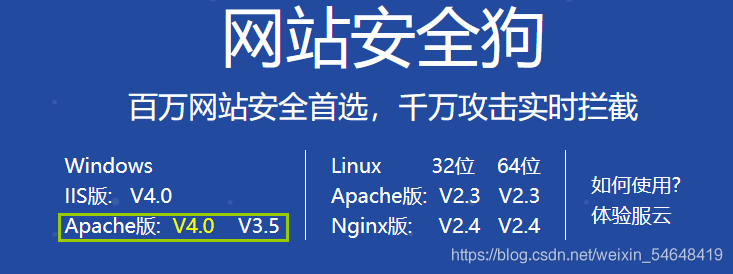 网站安全狗
百万网站安全首选，千万攻击实时拦截
Windows
IIS版: V4.0
Apache版: V4.0 V3.5
Linux 32位 64位
Apache版: V2.3 V2.3
Nginx版: V2.4 V2.4
如何使用?
体验服云
https://blog.csdn.net/weixin_54648419